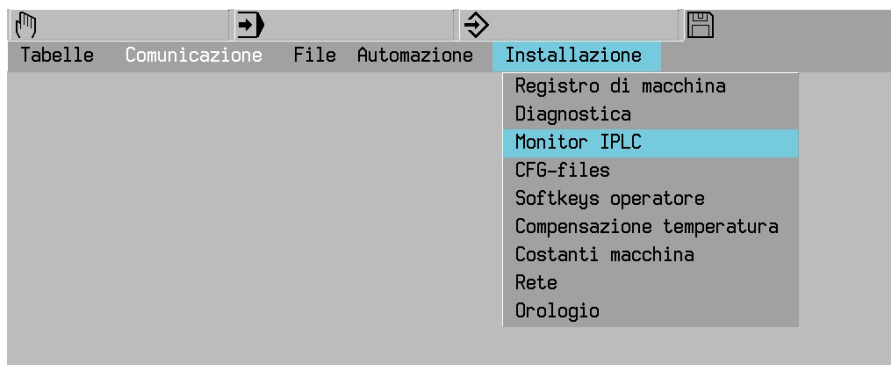 Tabelle Comunicazione File Automazione Installazione
Registro di macchina
Diagnostica
Monitor IPLC
CFG-files
Softkeys operatore
Compensazione temperatura
Costanti macchina
Rete
Orologio